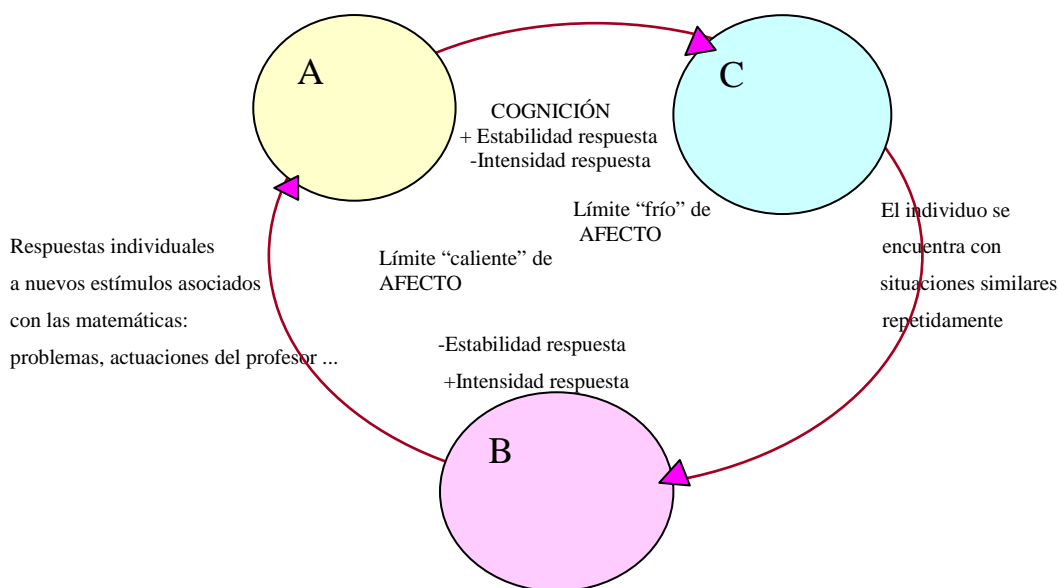 A
C
COGNICIÓN
+ Estabilidad respuesta
-Intensidad respuesta
Límite “frío” de
AFECTO
Límite “caliente” de
AFECTO
El individuo se
encuentra con
situaciones similares
repetidamente
Respuestas individuales
a nuevos estímulos asociados
con las matemáticas:
problemas, actuaciones del profesor ...
-Estabilidad respuesta
+Intensidad respuesta
B